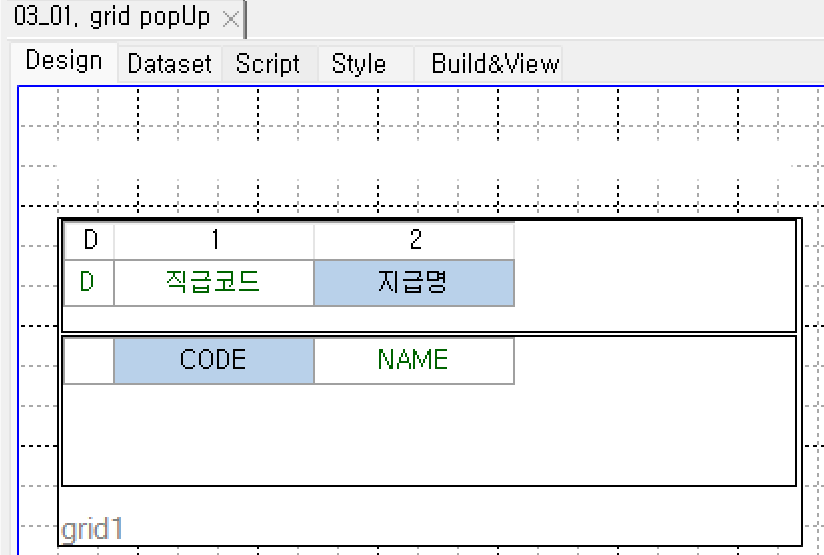 03_01, grid popUp
Design Dataset Script Style Build&View
D 1 2
D 직급코드 지급명
CODE NAME
grid1